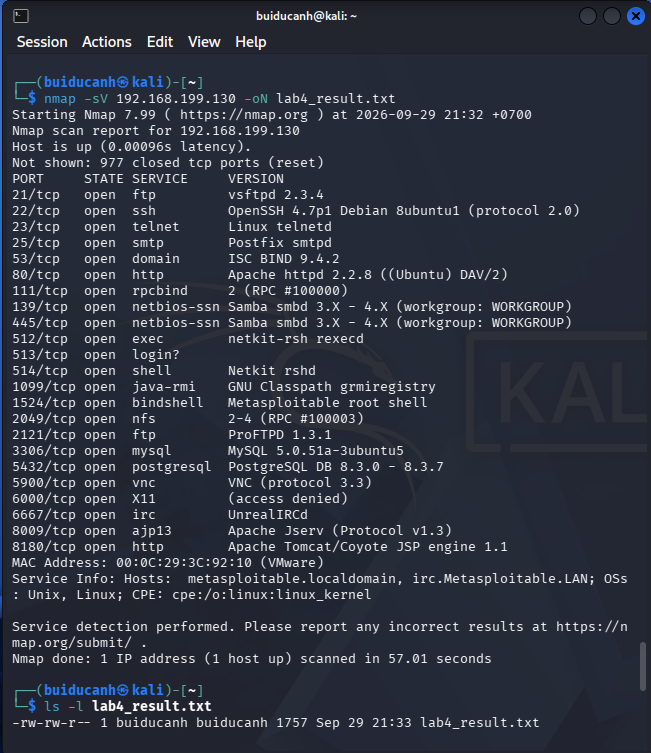 buiducanh@kali: ~
Session Actions Edit View Help
┌──(buiducanh㉿kali)-[~]
└─$ nmap -sV 192.168.199.130 -oN lab4_result.txt
Starting Nmap 7.99 ( https://nmap.org ) at 2026-09-29 21:32 +0700
Nmap scan report for 192.168.199.130
Host is up (0.00096s latency).
Not shown: 977 closed tcp ports (reset)
PORT     STATE SERVICE     VERSION
21/tcp   open  ftp         vsftpd 2.3.4
22/tcp   open  ssh         OpenSSH 4.7p1 Debian 8ubuntu1 (protocol 2.0)
23/tcp   open  telnet      Linux telnetd
25/tcp   open  smtp        Postfix smtpd
53/tcp   open  domain      ISC BIND 9.4.2
80/tcp   open  http        Apache httpd 2.2.8 ((Ubuntu) DAV/2)
111/tcp  open  rpcbind     2 (RPC #100000)
139/tcp  open  netbios-ssn Samba smbd 3.X - 4.X (workgroup: WORKGROUP)
445/tcp  open  netbios-ssn Samba smbd 3.X - 4.X (workgroup: WORKGROUP)
512/tcp  open  exec        netkit-rsh rexecd
513/tcp  open  login?
514/tcp  open  shell       Netkit rshd
1099/tcp open  java-rmi    GNU Classpath grmiregistry
1524/tcp open  bindshell   Metasploitable root shell
2049/tcp open  nfs         2-4 (RPC #100003)
2121/tcp open  ftp         ProFTPD 1.3.1
3306/tcp open  mysql       MySQL 5.0.51a-3ubuntu5
5432/tcp open  postgresql  PostgreSQL DB 8.3.0 - 8.3.7
5900/tcp open  vnc         VNC (protocol 3.3)
6000/tcp open  X11         (access denied)
6667/tcp open  irc         UnrealIRCd
8009/tcp open  ajp13       Apache Jserv (Protocol v1.3)
8180/tcp open  http        Apache Tomcat/Coyote JSP engine 1.1
MAC Address: 00:0C:29:3C:92:10 (VMware)
Service Info: Hosts:  metasploitable.localdomain, irc.Metasploitable.LAN; OSs
: Unix, Linux; CPE: cpe:/o:linux:linux_kernel
Service detection performed. Please report any incorrect results at https://n
map.org/submit/ .
Nmap done: 1 IP address (1 host up) scanned in 57.01 seconds
┌──(buiducanh㉿kali)-[~]
└─$ ls -l lab4_result.txt
-rw-rw-r-- 1 buiducanh buiducanh 1757 Sep 29 21:33 lab4_result.txt
KAL